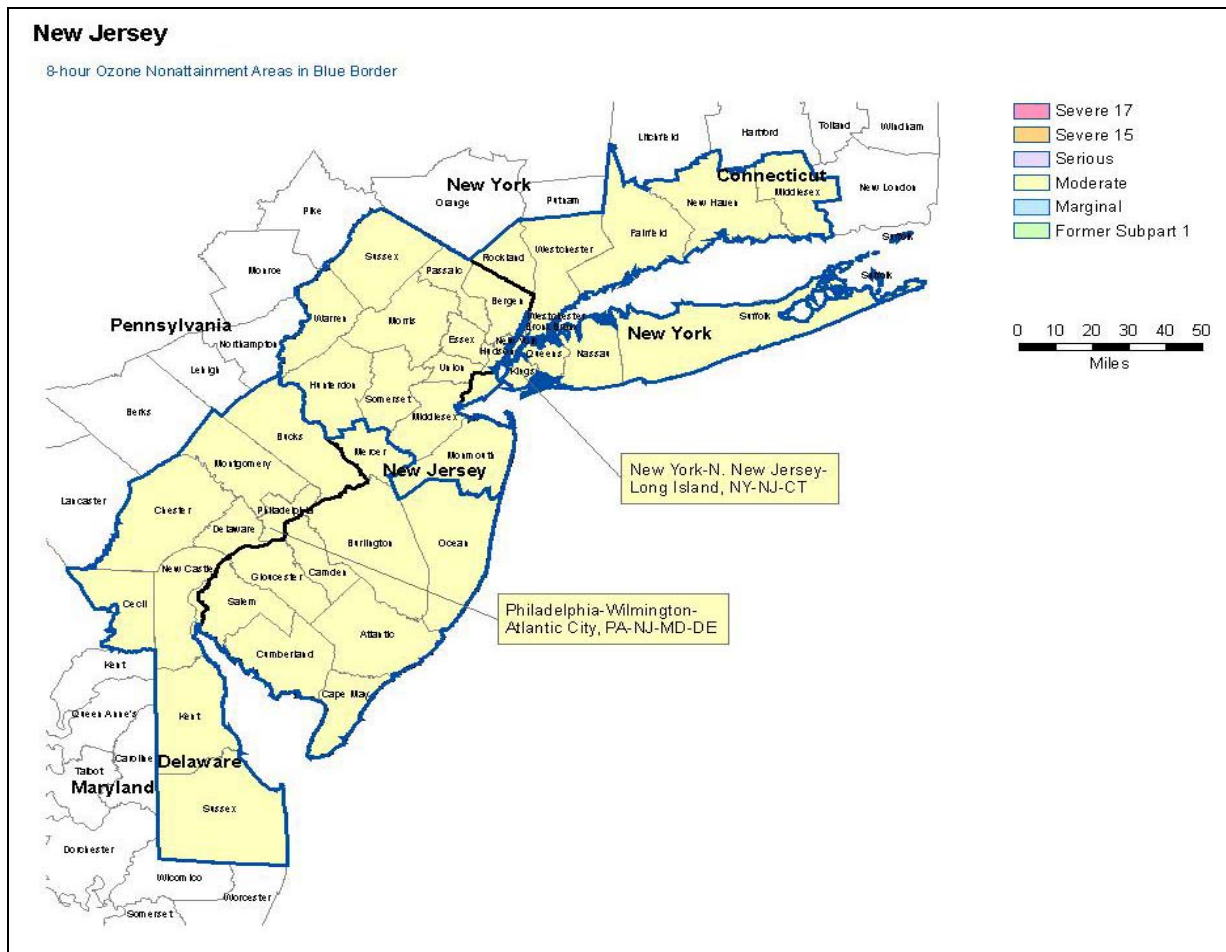 New Jersey
8-hour Ozone Nonattainment Areas in Blue Border
Severe 17
Severe 15
Serious
Moderate
Marginal
Former Subpart 1
0 10 20 30 40 50
Miles
Litchfield
Hartford
Tolland
Windham
Connecticut
New York
Orange
Putnam
Pike
New Haven
Middlesex
New London
Fairfield
Suffolk
Sussex
Passaic
Rockland
Westchester
Monroe
Suffolk
Bergen
Warren
Morris
Westchester
Bronx
Suffolk
New York
Pennsylvania
Northampton
Essex
New York
Hudson
Queens
Nassau
Lehigh
Union
Kings
Hunterdon
Somerset
Middlesex
Berks
Bucks
Mercer
Monmouth
New Jersey
Montgomery
New York-N. New Jersey-
Long Island, NY-NJ-CT
Lancaster
Chester
Philadelphia
Delaware
Burlington
Ocean
New Castle
Gloucester
Camden
Cecil
Salem
Philadelphia-Wilmington-
Atlantic City, PA-NJ-MD-DE
Atlantic
Cumberland
Kent
Cape May
Queen Anne's
Kent
Caroline
Delaware
Talbot
Maryland
Sussex
Dorchester
Wicomico
Worcester
Somerset